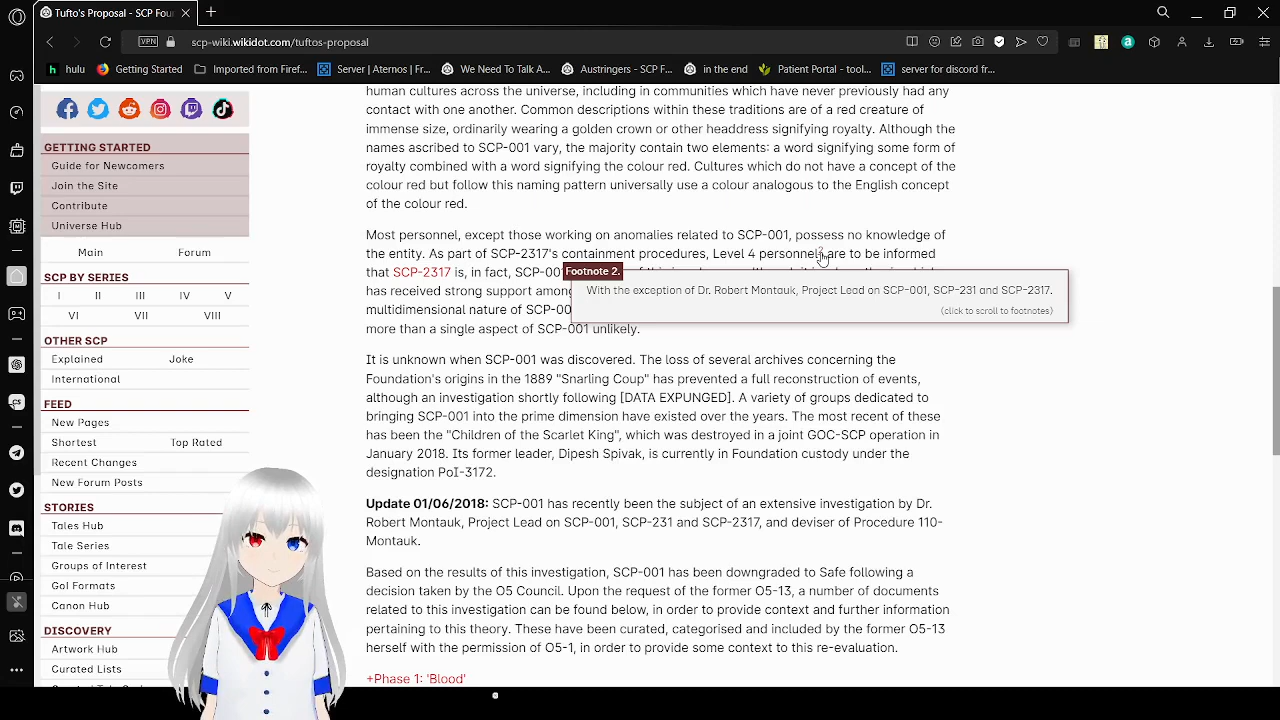 Tufto's Proposal - SCP Fou
scp-wiki.wikidot.com/tuftos-proposal
VPN
hulu
Getting Started
Imported from Firef...
Server | Aternos | Fr...
We Need To Talk A...
Austringers - SCP F...
in the end
Patient Portal - tool...
server for discord fr...
GETTING STARTED
Guide for Newcomers
Join the Site
Contribute
Universe Hub
Main Forum
SCP BY SERIES
I II III IV V
VI VII VIII
OTHER SCP
Explained Joke
International
FEED
New Pages
Shortest Top Rated
Recent Changes
New Forum Posts
STORIES
Tales Hub
Tale Series
Groups of Interest
GoI Formats
Canon Hub
DISCOVERY
Artwork Hub
Curated Lists
human cultures across the universe, including in communities which have never previously had any
contact with one another. Common descriptions within these traditions are of a red creature of
immense size, ordinarily wearing a golden crown or other headdress signifying royalty. Although the
names ascribed to SCP-001 vary, the majority contain two elements: a word signifying some form of
royalty combined with a word signifying the colour red. Cultures which do not have a concept of the
colour red but follow this naming pattern universally use a colour analogous to the English concept
of the colour red.
Most personnel, except those working on anomalies related to SCP-001, possess no knowledge of
the entity. As part of SCP-2317's containment procedures, Level 4 personnel2 are to be informed
that SCP-2317 is, in fact, SCP-00
has received strong support among
multidimensional nature of SCP-00
more than a single aspect of SCP-001 unlikely.
Footnote 2.
With the exception of Dr. Robert Montauk, Project Lead on SCP-001, SCP-231 and SCP-2317.
(click to scroll to footnotes)
It is unknown when SCP-001 was discovered. The loss of several archives concerning the
Foundation's origins in the 1889 "Snarling Coup" has prevented a full reconstruction of events,
although an investigation shortly following [DATA EXPUNGED]. A variety of groups dedicated to
bringing SCP-001 into the prime dimension have existed over the years. The most recent of these
has been the "Children of the Scarlet King", which was destroyed in a joint GOC-SCP operation in
January 2018. Its former leader, Dipesh Spivak, is currently in Foundation custody under the
designation PoI-3172.
Update 01/06/2018: SCP-001 has recently been the subject of an extensive investigation by Dr.
Robert Montauk, Project Lead on SCP-001, SCP-231 and SCP-2317, and deviser of Procedure 110-
Montauk.
Based on the results of this investigation, SCP-001 has been downgraded to Safe following a
decision taken by the O5 Council. Upon the request of the former O5-13, a number of documents
related to this investigation can be found below, in order to provide context and further information
pertaining to this theory. These have been curated, categorised and included by the former O5-13
herself with the permission of O5-1, in order to provide some context to this re-evaluation.
+Phase 1: 'Blood'